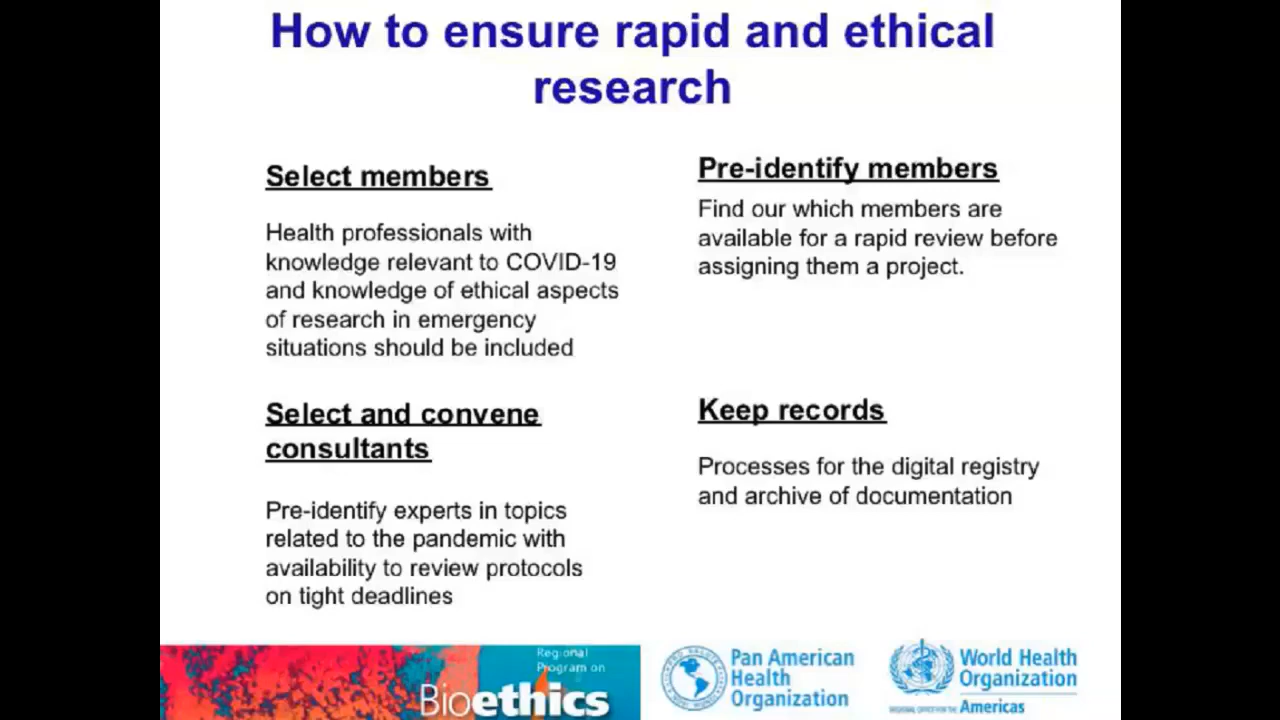 How to ensure rapid and ethical
research
Select members
Health professionals with
knowledge relevant to COVID-19
and knowledge of ethical aspects
of research in emergency
situations should be included
Pre-identify members
Find our which members are
available for a rapid review before
assigning them a project.
Select and convene
consultants
Pre-identify experts in topics
related to the pandemic with
availability to review protocols
on tight deadlines
Keep records
Processes for the digital registry
and archive of documentation
Regional
Program on
Bioethics
Pan American
Health
Organization
World Health
Organization
REGIONAL OFFICE FOR THE Americas